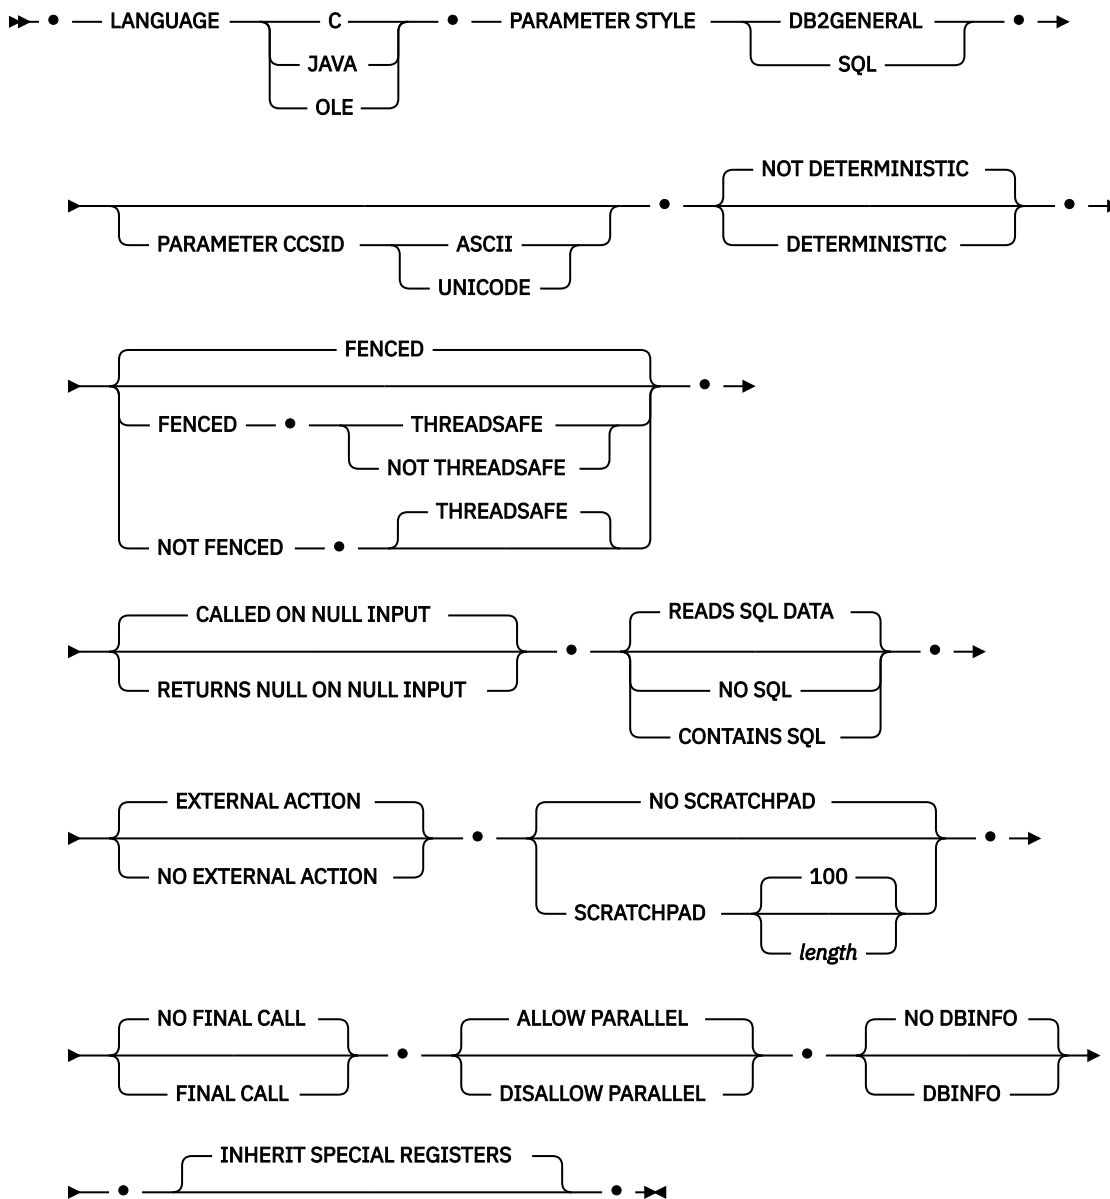 LANGUAGE C PARAMETER STYLE DB2GENERAL
JAVA SQL
OLE
NOT DETERMINISTIC
PARAMETER CCSID ASCII DETERMINISTIC
UNICODE
FENCED
FENCED THREADSAFE
NOT THREADSAFE
THREADSAFE
NOT FENCED
CALLED ON NULL INPUT READS SQL DATA
RETURNS NULL ON NULL INPUT NO SQL
CONTAINS SQL
EXTERNAL ACTION NO SCRATCHPAD
NO EXTERNAL ACTION 100
SCRATCHPAD
length
NO FINAL CALL ALLOW PARALLEL NO DBINFO
FINAL CALL DISALLOW PARALLEL DBINFO
INHERIT SPECIAL REGISTERS